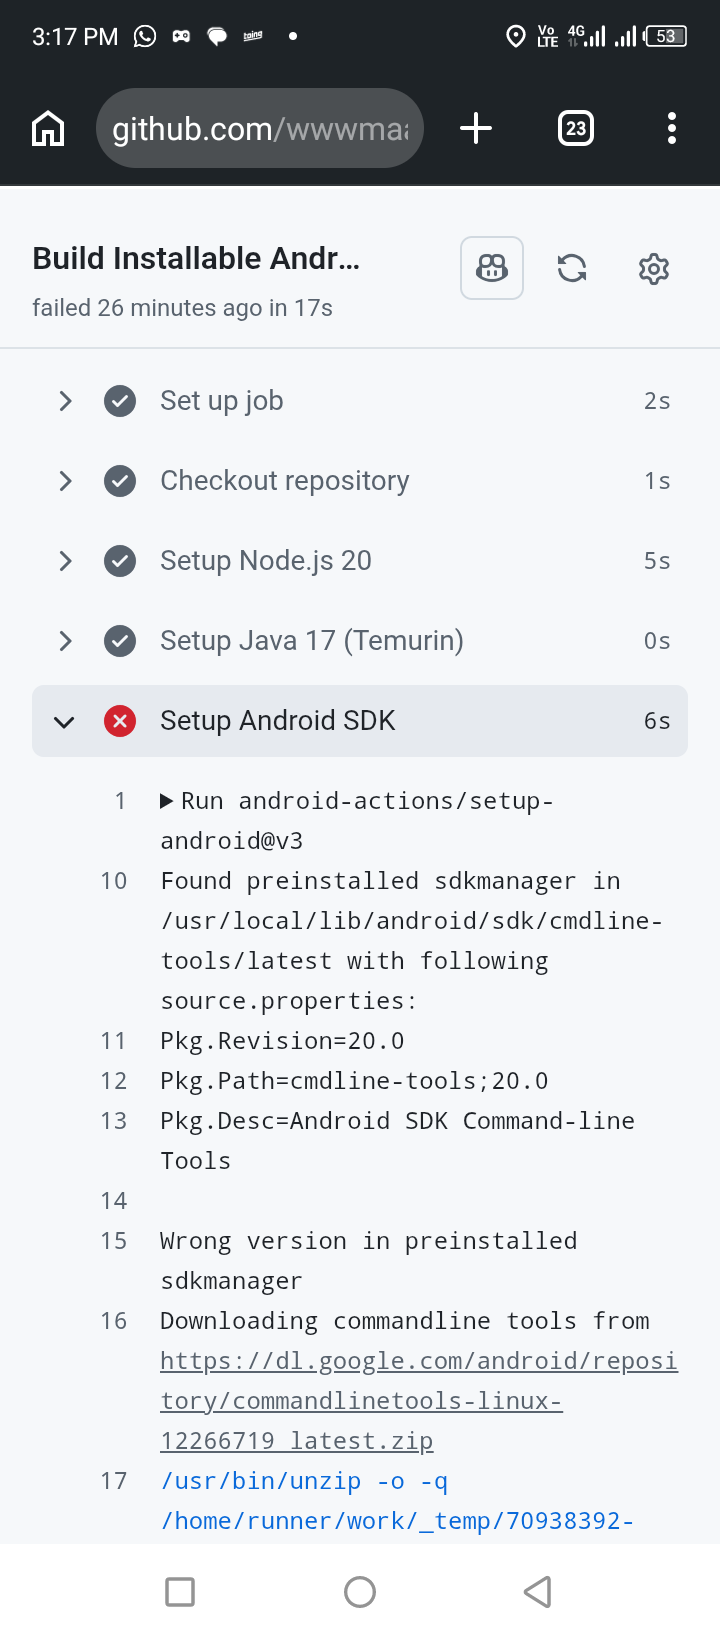 3:17 PM
Vo LTE 4G 53
github.com/wwwma
23
Build Installable Andr...
failed 26 minutes ago in 17s
Set up job 2s
Checkout repository 1s
Setup Node.js 20 5s
Setup Java 17 (Temurin) 0s
Setup Android SDK 6s
1 Run android-actions/setup-
android@v3
10 Found preinstalled sdkmanager in
/usr/local/lib/android/sdk/cmdline-
tools/latest with following
source.properties:
11 Pkg.Revision=20.0
12 Pkg.Path=cmdline-tools;20.0
13 Pkg.Desc=Android SDK Command-line
Tools
14
15 Wrong version in preinstalled
sdkmanager
16 Downloading commandline tools from
https://dl.google.com/android/reposi
tory/commandlinetools-linux-
12266719_latest.zip
17 /usr/bin/unzip -o -q
/home/runner/work/_temp/70938392-